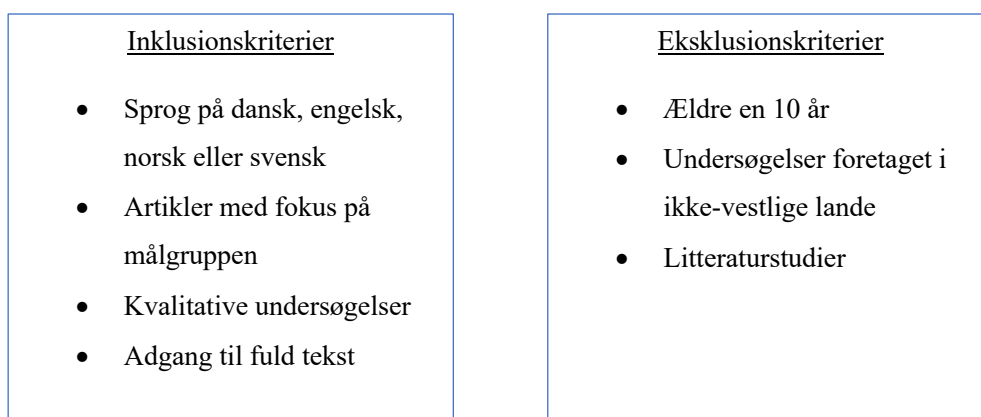 Inklusionskriterier
• Sprog på dansk, engelsk,
norsk eller svensk
• Artikler med fokus på
målgruppen
• Kvalitative undersøgelser
• Adgang til fuld tekst
Eksklusionskriterier
• Ældre en 10 år
• Undersøgelser foretaget i
ikke-vestlige lande
• Litteraturstudier